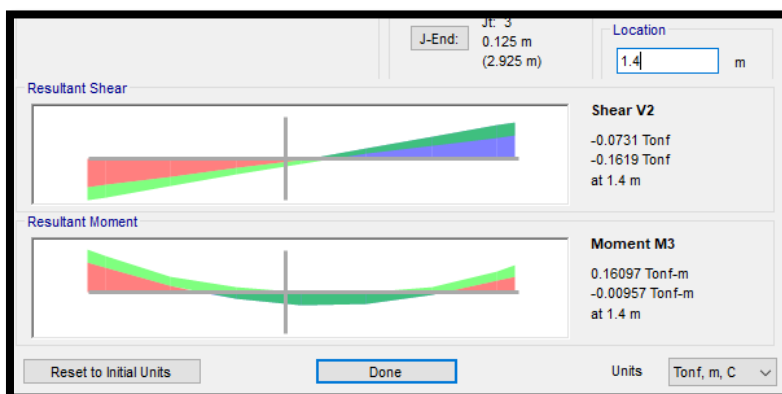 Jt: 3
J-End:
0.125 m
(2.925 m)
Location
1.4
m
Resultant Shear
Shear V2
-0.0731 Tonf
-0.1619 Tonf
at 1.4 m
Resultant Moment
Moment M3
0.16097 Tonf-m
-0.00957 Tonf-m
at 1.4 m
Reset to Initial Units
Done
Units
Tonf, m, C